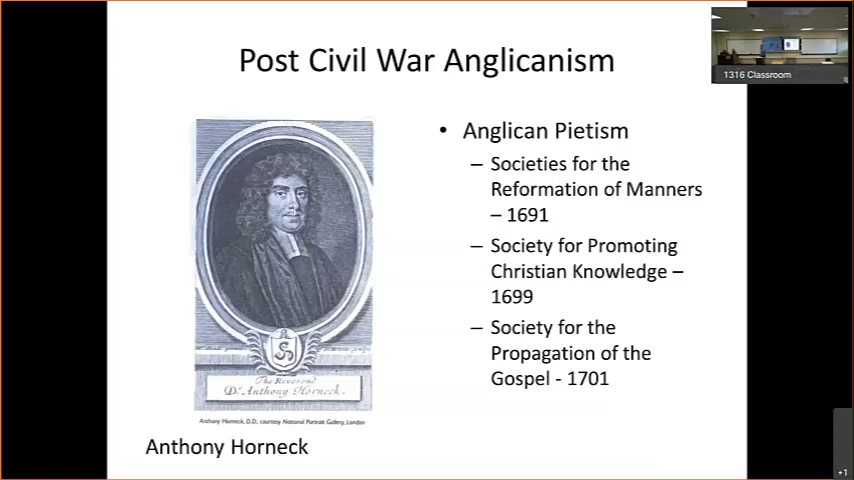 Post Civil War Anglicanism
1316 Classroom
• Anglican Pietism
– Societies for the
Reformation of Manners
– 1691
– Society for Promoting
Christian Knowledge –
1699
– Society for the
Propagation of the
Gospel - 1701
The Reverend
Dr Anthony Horneck.
Anthony Horneck, D.D., courtesy National Portrait Gallery, London
Anthony Horneck
+1